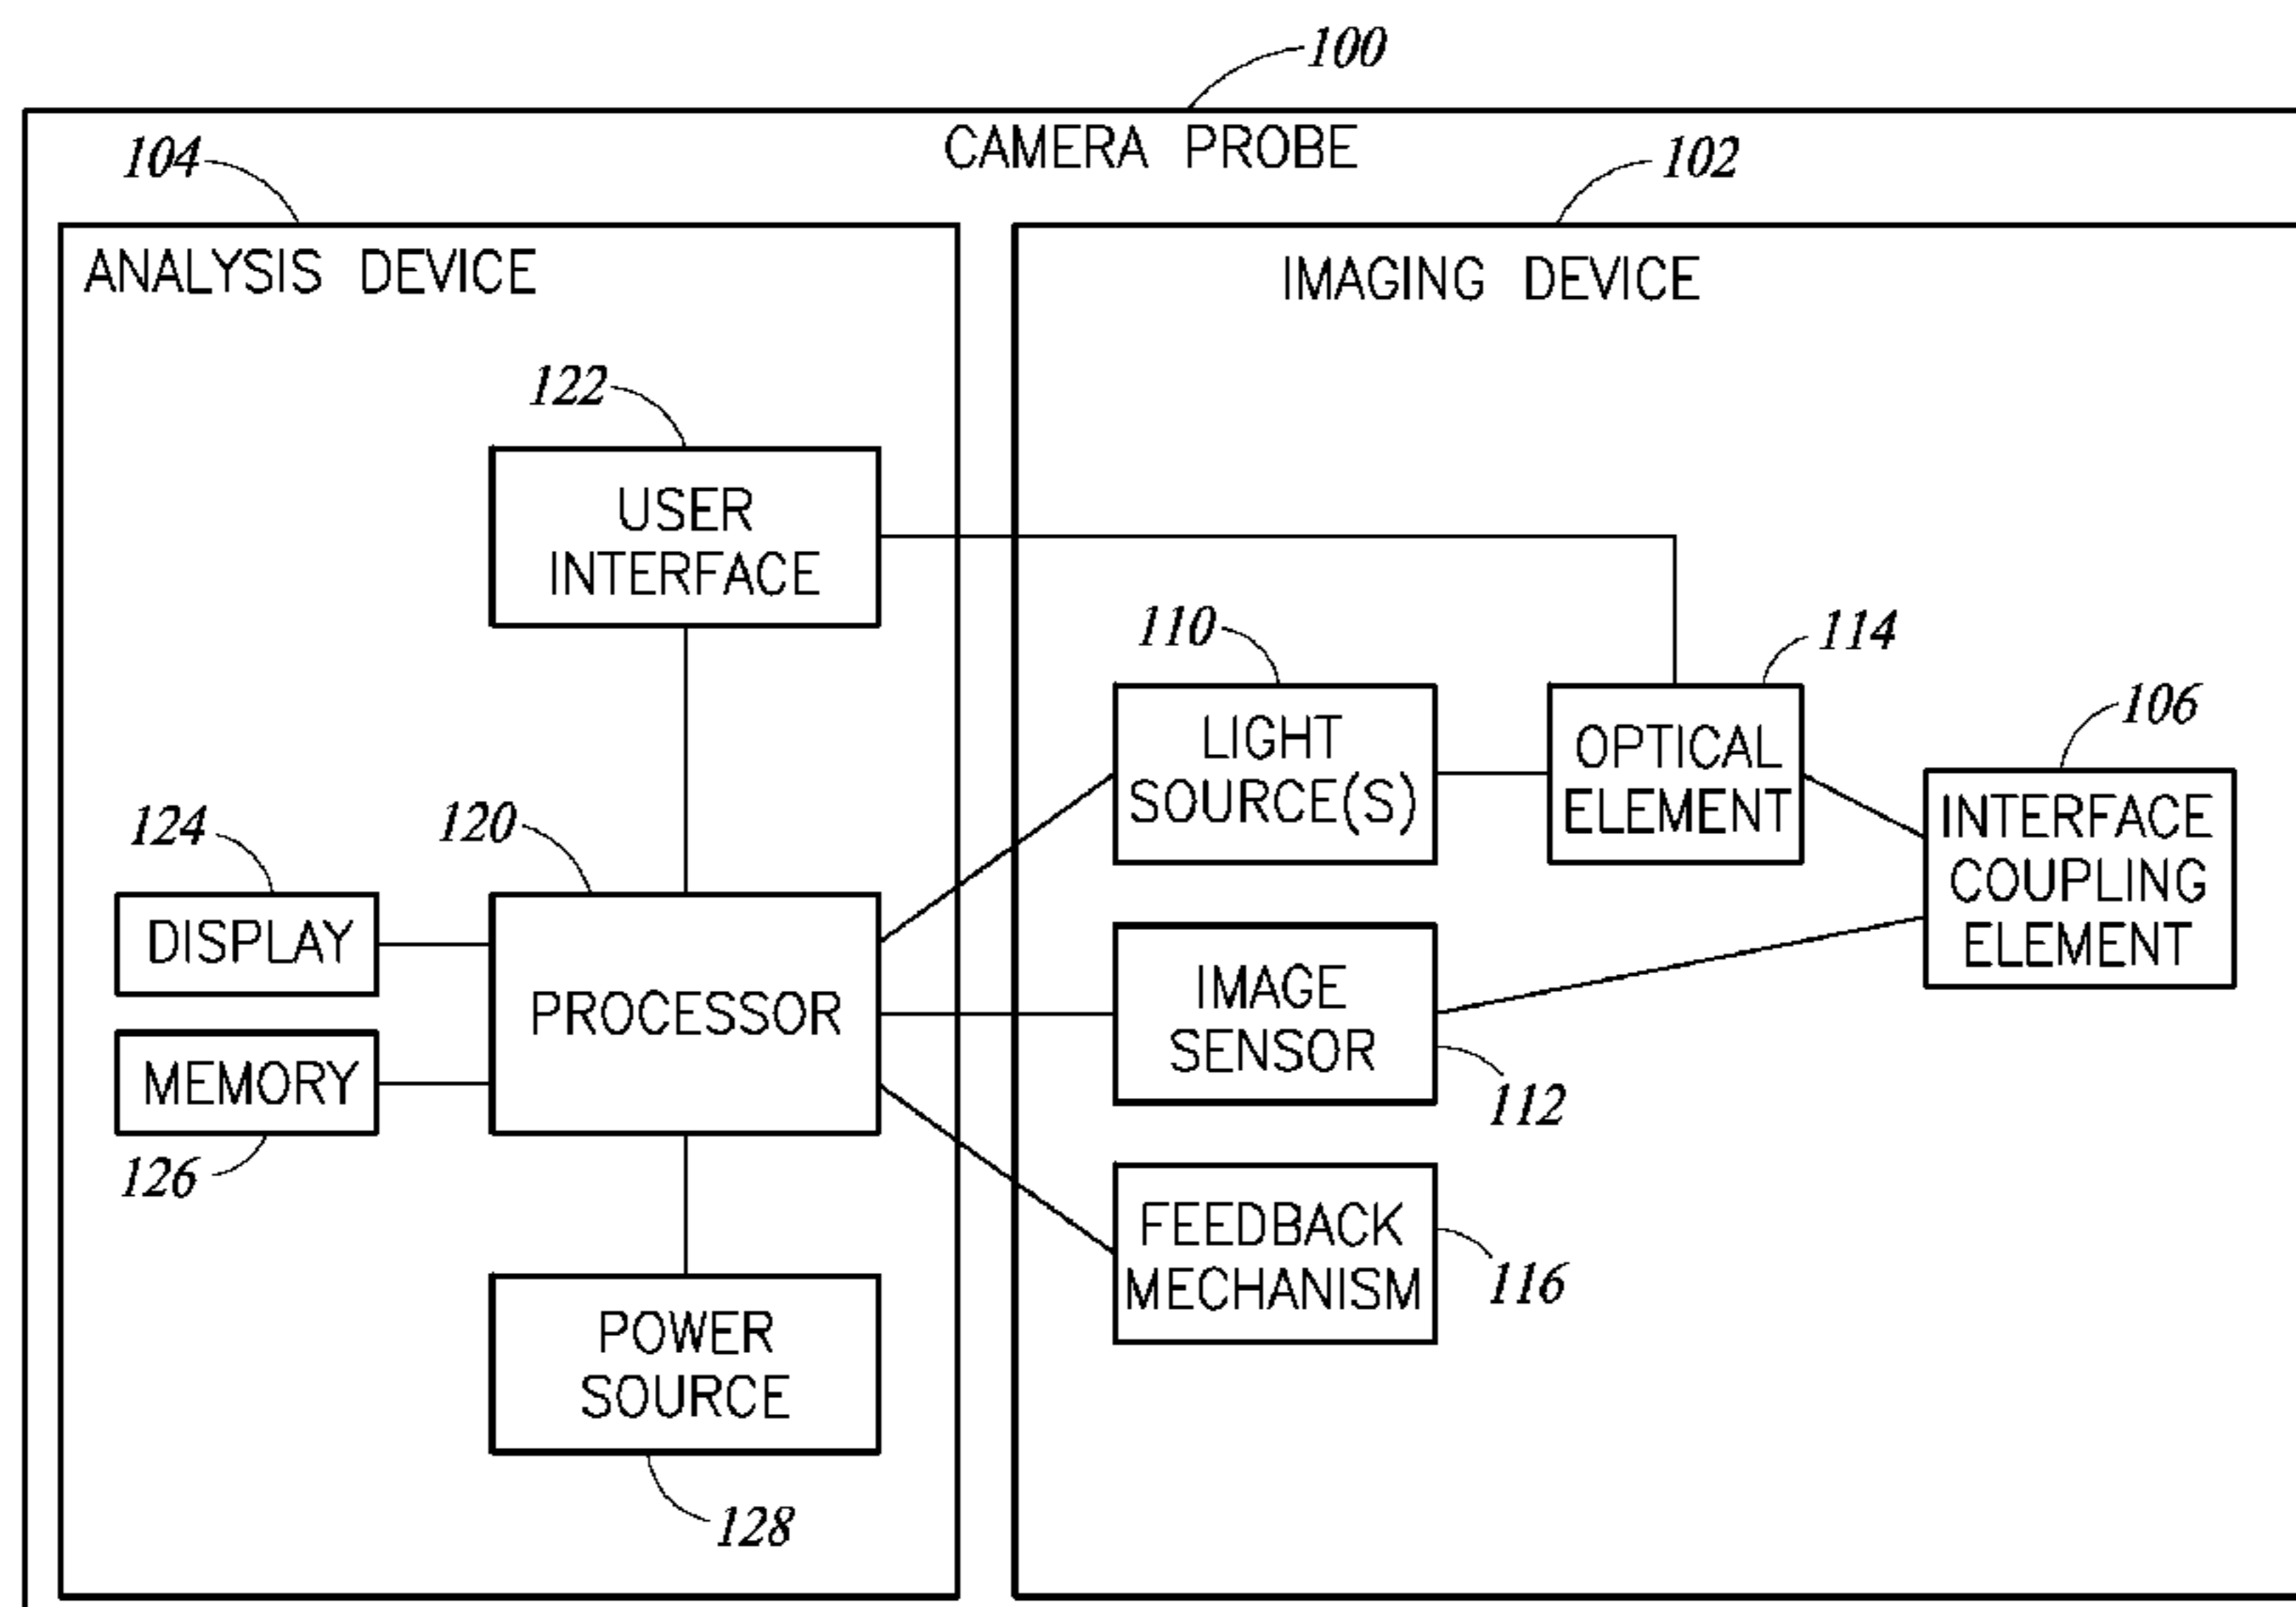 100
CAMERA PROBE
104
102
ANALYSIS DEVICE
IMAGING DEVICE
122
USER
INTERFACE
110
114
LIGHT
SOURCE(S)
OPTICAL
ELEMENT
106
INTERFACE
COUPLING
ELEMENT
124
120
DISPLAY
PROCESSOR
IMAGE
SENSOR
112
MEMORY
126
FEEDBACK
MECHANISM
116
POWER
SOURCE
128